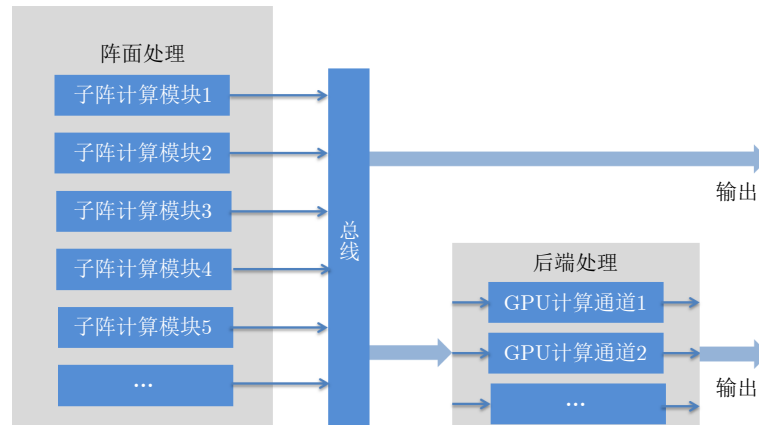 阵面处理
子阵计算模块1
子阵计算模块2
子阵计算模块3
子阵计算模块4
子阵计算模块5
...
总
线
输出
后端处理
GPU计算通道1
GPU计算通道2
...
输出